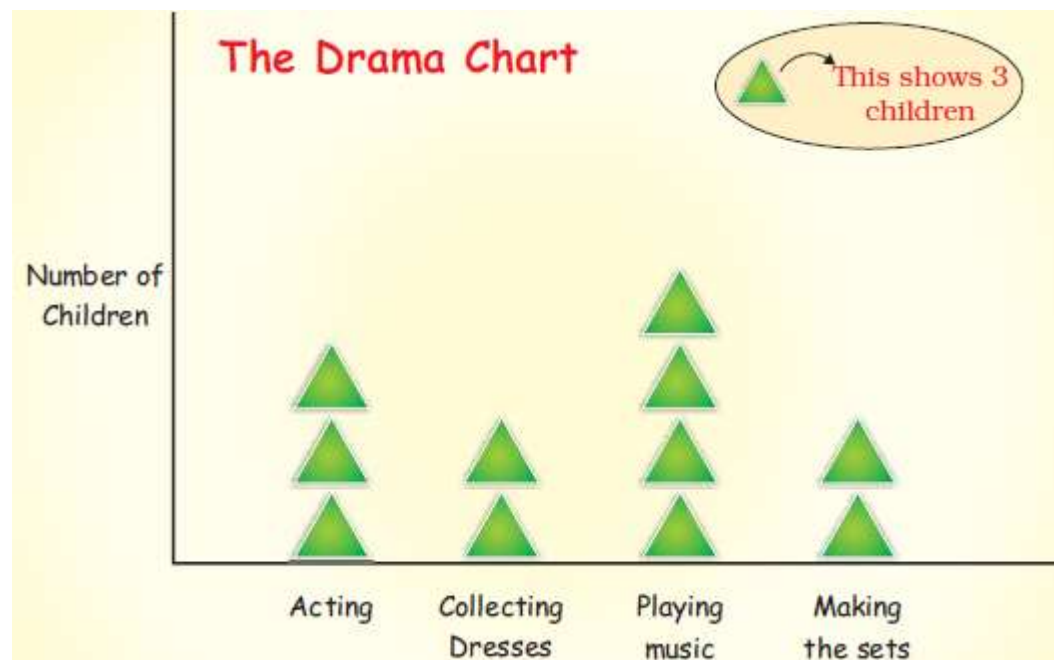 The Drama Chart
This shows 3
children
Number of
Children
Acting
Collecting
Dresses
Playing
music
Making
the sets